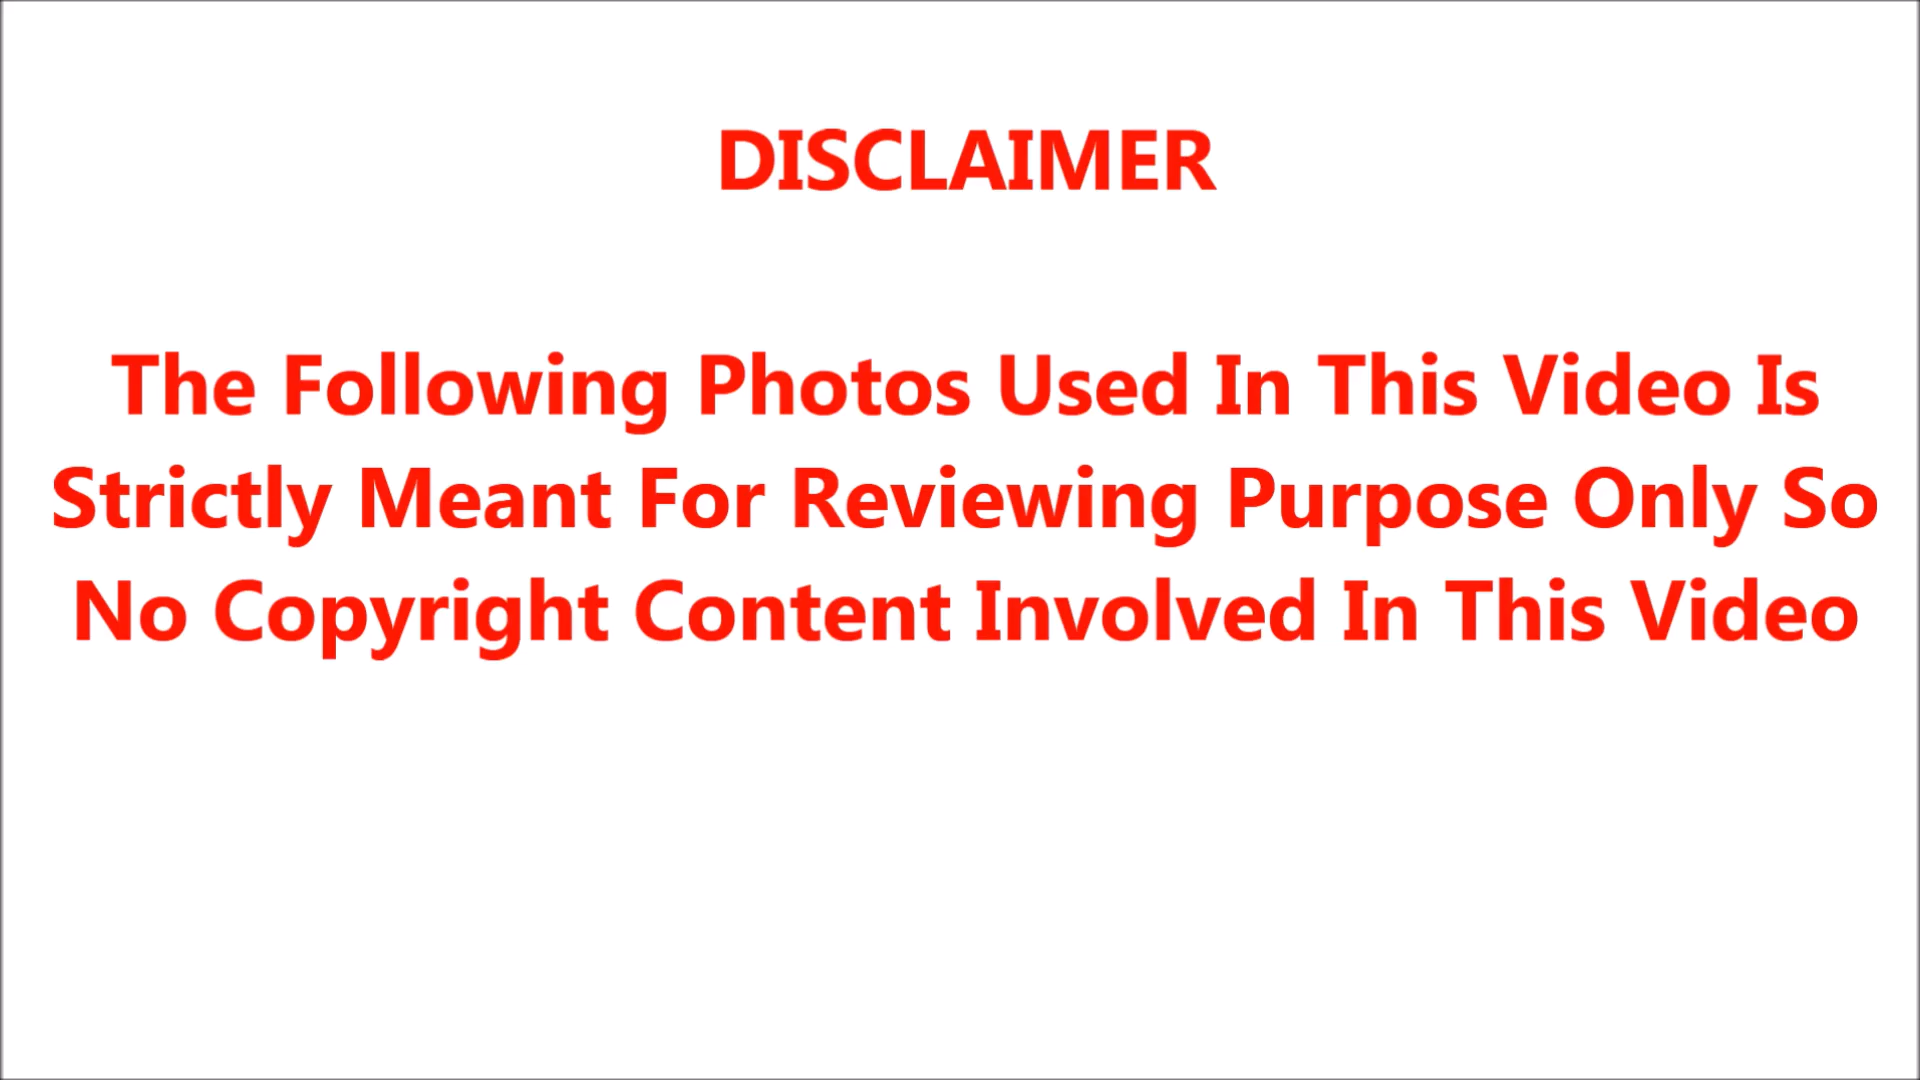 DISCLAIMER
The Following Photos Used In This Video Is
Strictly Meant For Reviewing Purpose Only So
No Copyright Content Involved In This Video